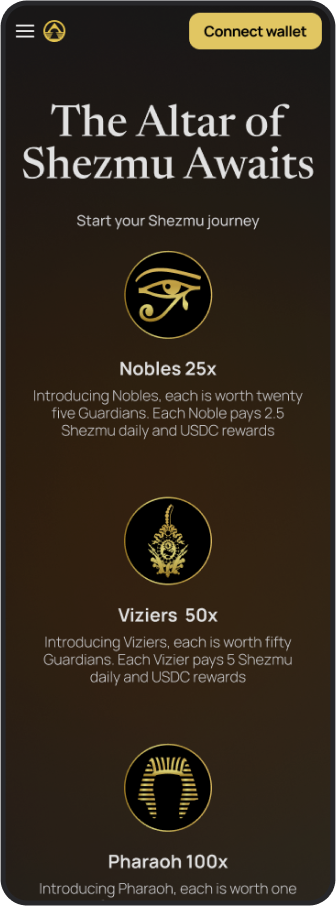 Connect wallet
The Altar of
Shezmu Awaits
Start your Shezmu journey
Nobles 25x
Introducing Nobles, each is worth twenty
five Guardians. Each Noble pays 2.5
Shezmu daily and USDC rewards
Viziers 50x
Introducing Viziers, each is worth fifty
Guardians. Each Vizier pays 5 Shezmu
daily and USDC rewards
Pharaoh 100x
Introducing Pharaoh, each is worth one